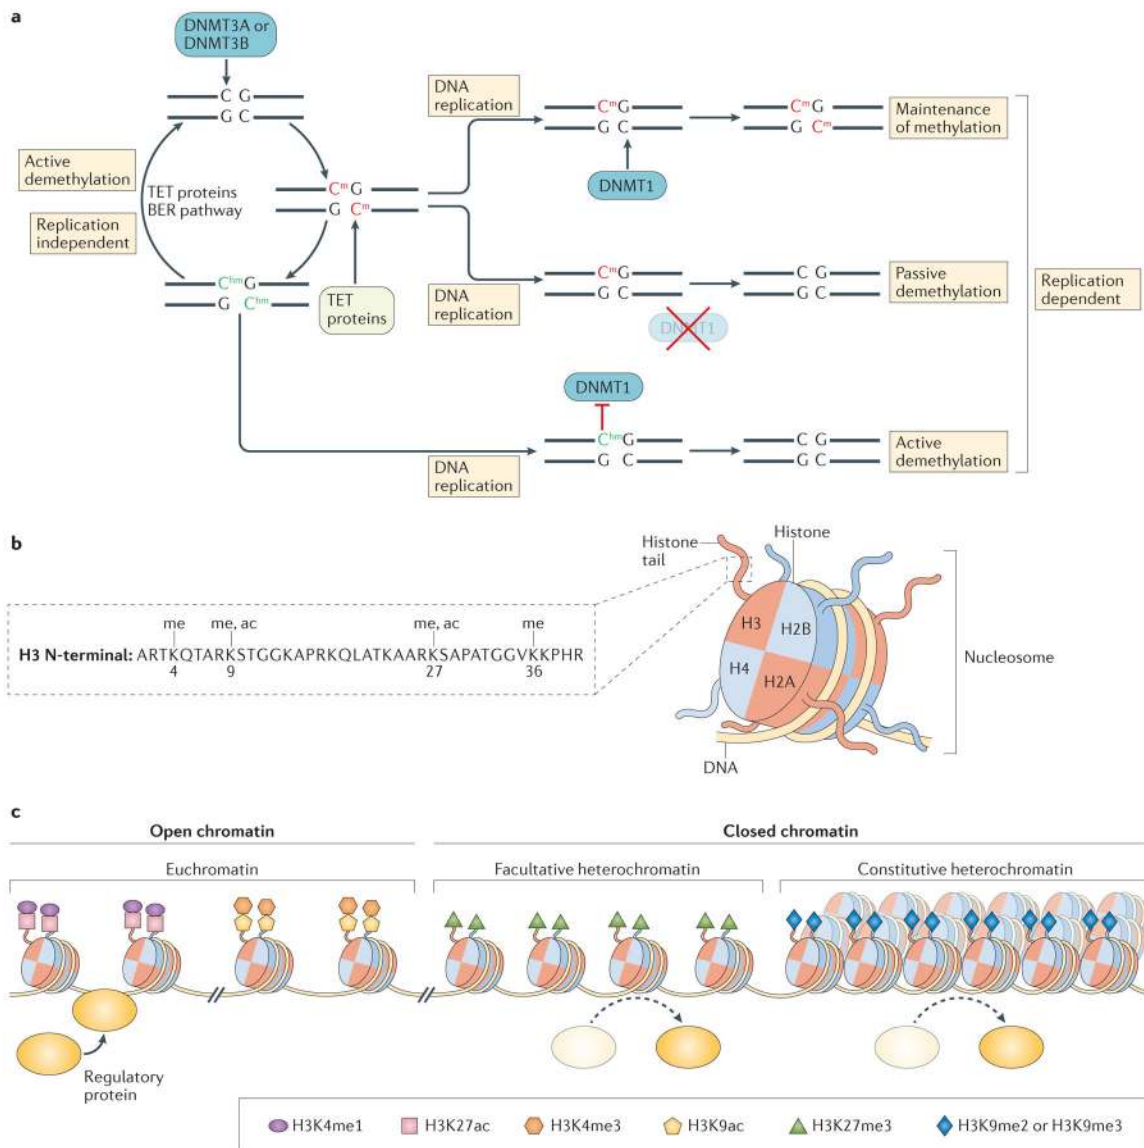 a
DNMT3A or
DNMT3B
C G
G C
Active
demethylation
TET proteins
BER pathway
Replication
independent
CᵐG
G Cᵐ
CʰᵐG
G Cʰᵐ
TET
proteins
DNA
replication
CᵐG
G C
DNMT1
CᵐG
G Cᵐ
Maintenance
of methylation
DNA
replication
CᵐG
G C
DNMT1
C G
G C
Passive
demethylation
Replication
dependent
DNMT1
DNA
replication
CʰᵐG
G C
C G
G C
Active
demethylation
b
Histone
tail
Histone
H3
H2B
H4
H2A
DNA
Nucleosome
me me, ac me, ac me
H3 N-terminal: ARTKQTARKSTGGKAPRKQLATKAARKSAPATGGVKKPHR
4 9 27 36
c
Open chromatin
Closed chromatin
Euchromatin
Facultative heterochromatin
Constitutive heterochromatin
Regulatory
protein
H3K4me1 H3K27ac H3K4me3 H3K9ac H3K27me3 H3K9me2 or H3K9me3